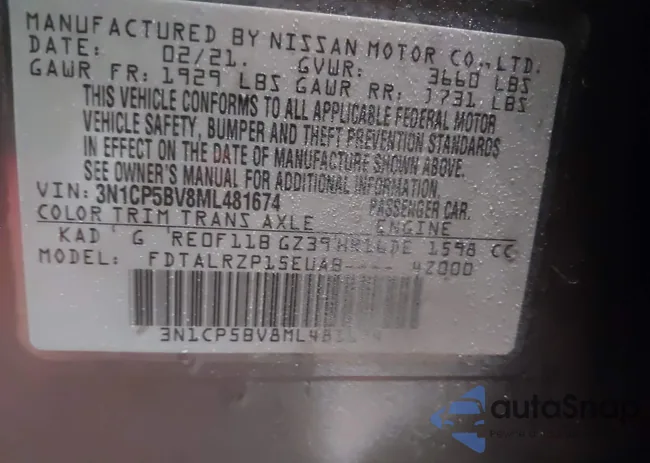 MANUFACTURED BY NISSAN MOTOR CO.,LTD.
DATE: 02/21. GVWR: 3660 LBS
GAWR FR: 1929 LBS GAWR RR: 1731 LBS
THIS VEHICLE CONFORMS TO ALL APPLICABLE FEDERAL MOTOR
VEHICLE SAFETY, BUMPER AND THEFT PREVENTION STANDARDS
IN EFFECT ON THE DATE OF MANUFACTURE SHOWN ABOVE.
SEE OWNER'S MANUAL FOR ADDITIONAL INFORMATION.
VIN: 3N1CP5BV8ML481674 PASSENGER CAR.
COLOR TRIM TRANS AXLE ENGINE
KAD G RE0F11B GZ39 HR16DE 1598 CC
MODEL: FDTALRZP15EUAB---- 4Z000
3N1CP5BV8ML481674
autoSnap